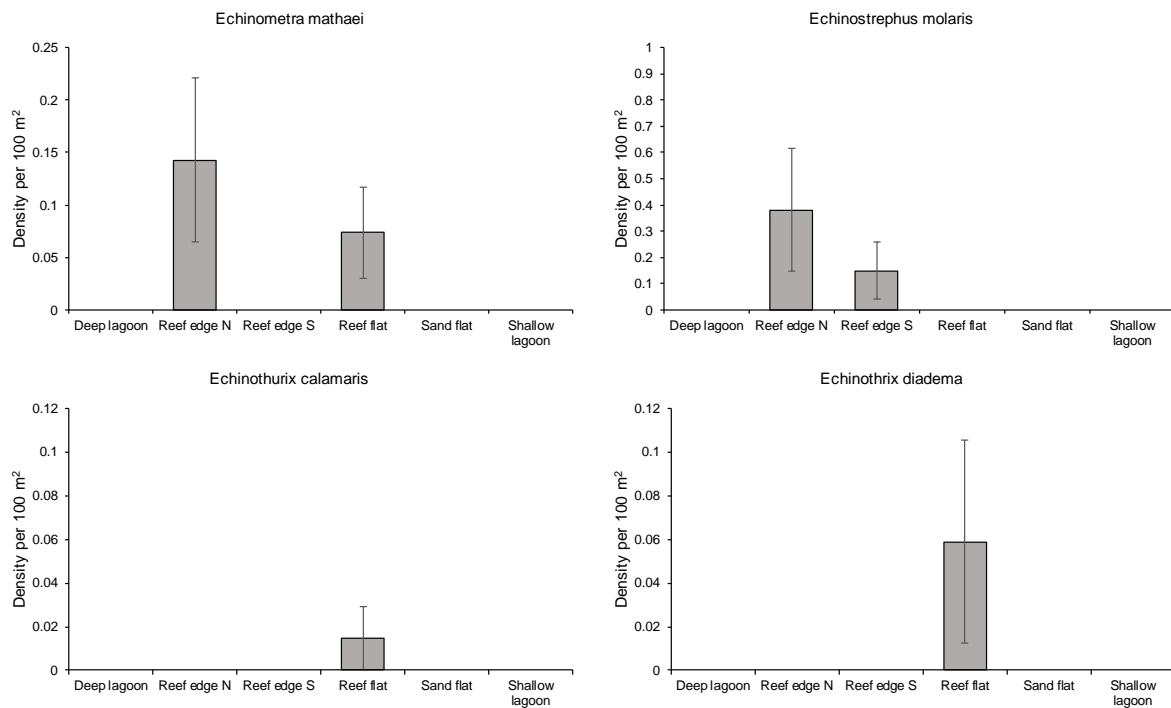 Echinometra mathaei
Density per 100 m²
0.25
0.2
0.15
0.1
0.05
0
Deep lagoon Reef edge N Reef edge S Reef flat Sand flat Shallow
lagoon
Echinostrephus molaris
Density per 100 m²
1
0.9
0.8
0.7
0.6
0.5
0.4
0.3
0.2
0.1
0
Deep lagoon Reef edge N Reef edge S Reef flat Sand flat Shallow
lagoon
Echinothurix calamaris
Density per 100 m²
0.12
0.1
0.08
0.06
0.04
0.02
0
Deep lagoon Reef edge N Reef edge S Reef flat Sand flat Shallow
lagoon
Echinothrix diadema
Density per 100 m²
0.12
0.1
0.08
0.06
0.04
0.02
0
Deep lagoon Reef edge N Reef edge S Reef flat Sand flat Shallow
lagoon